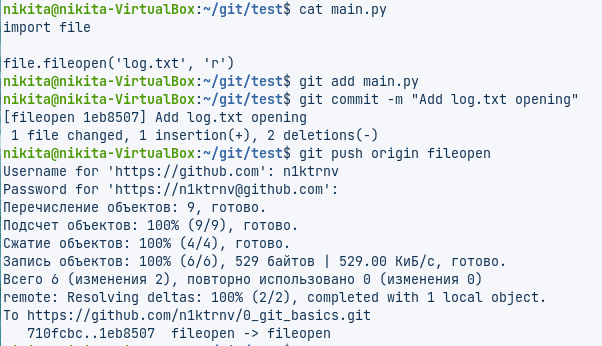 nikita@nikita-VirtualBox:~/git/test$ cat main.py
import file
file.fileopen('log.txt', 'r')
nikita@nikita-VirtualBox:~/git/test$ git add main.py
nikita@nikita-VirtualBox:~/git/test$ git commit -m "Add log.txt opening"
[fileopen 1eb8507] Add log.txt opening
 1 file changed, 1 insertion(+), 2 deletions(-)
nikita@nikita-VirtualBox:~/git/test$ git push origin fileopen
Username for 'https://github.com': n1ktrnv
Password for 'https://n1ktrnv@github.com':
Перечисление объектов: 9, готово.
Подсчет объектов: 100% (9/9), готово.
Сжатие объектов: 100% (4/4), готово.
Запись объектов: 100% (6/6), 529 байтов | 529.00 КиБ/с, готово.
Всего 6 (изменения 2), повторно использовано 0 (изменения 0)
remote: Resolving deltas: 100% (2/2), completed with 1 local object.
To https://github.com/n1ktrnv/0_git_basics.git
   710fcbc..1eb8507  fileopen -> fileopen